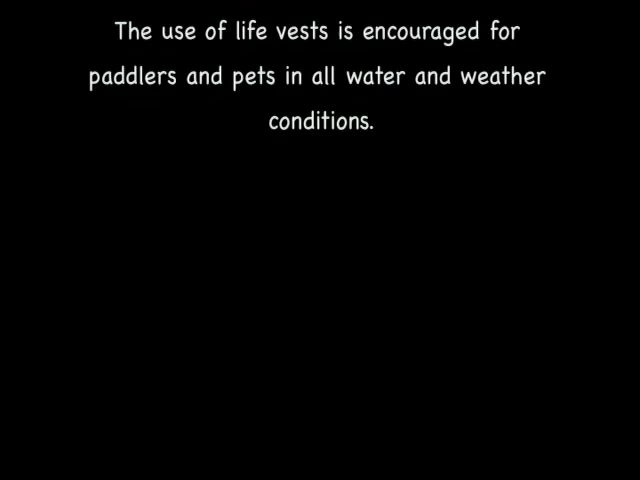 The use of life vests is encouraged for
paddlers and pets in all water and weather
conditions.